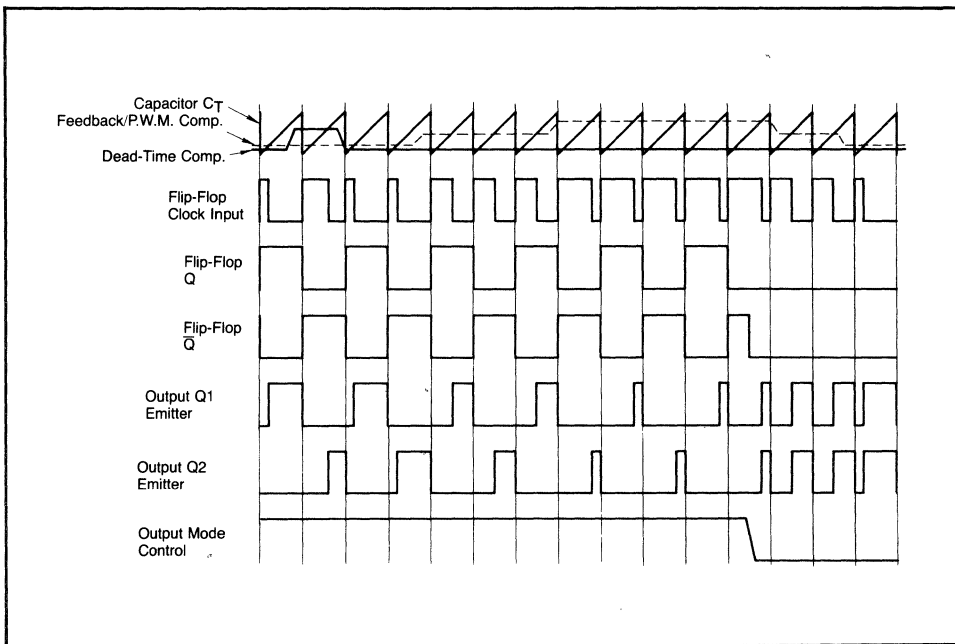 Capacitor CT
Feedback/P.W.M. Comp.
Dead-Time Comp.
Flip-Flop
Clock Input
Flip-Flop
Q
Flip-Flop
Q̅
Output Q1
Emitter
Output Q2
Emitter
Output Mode
Control